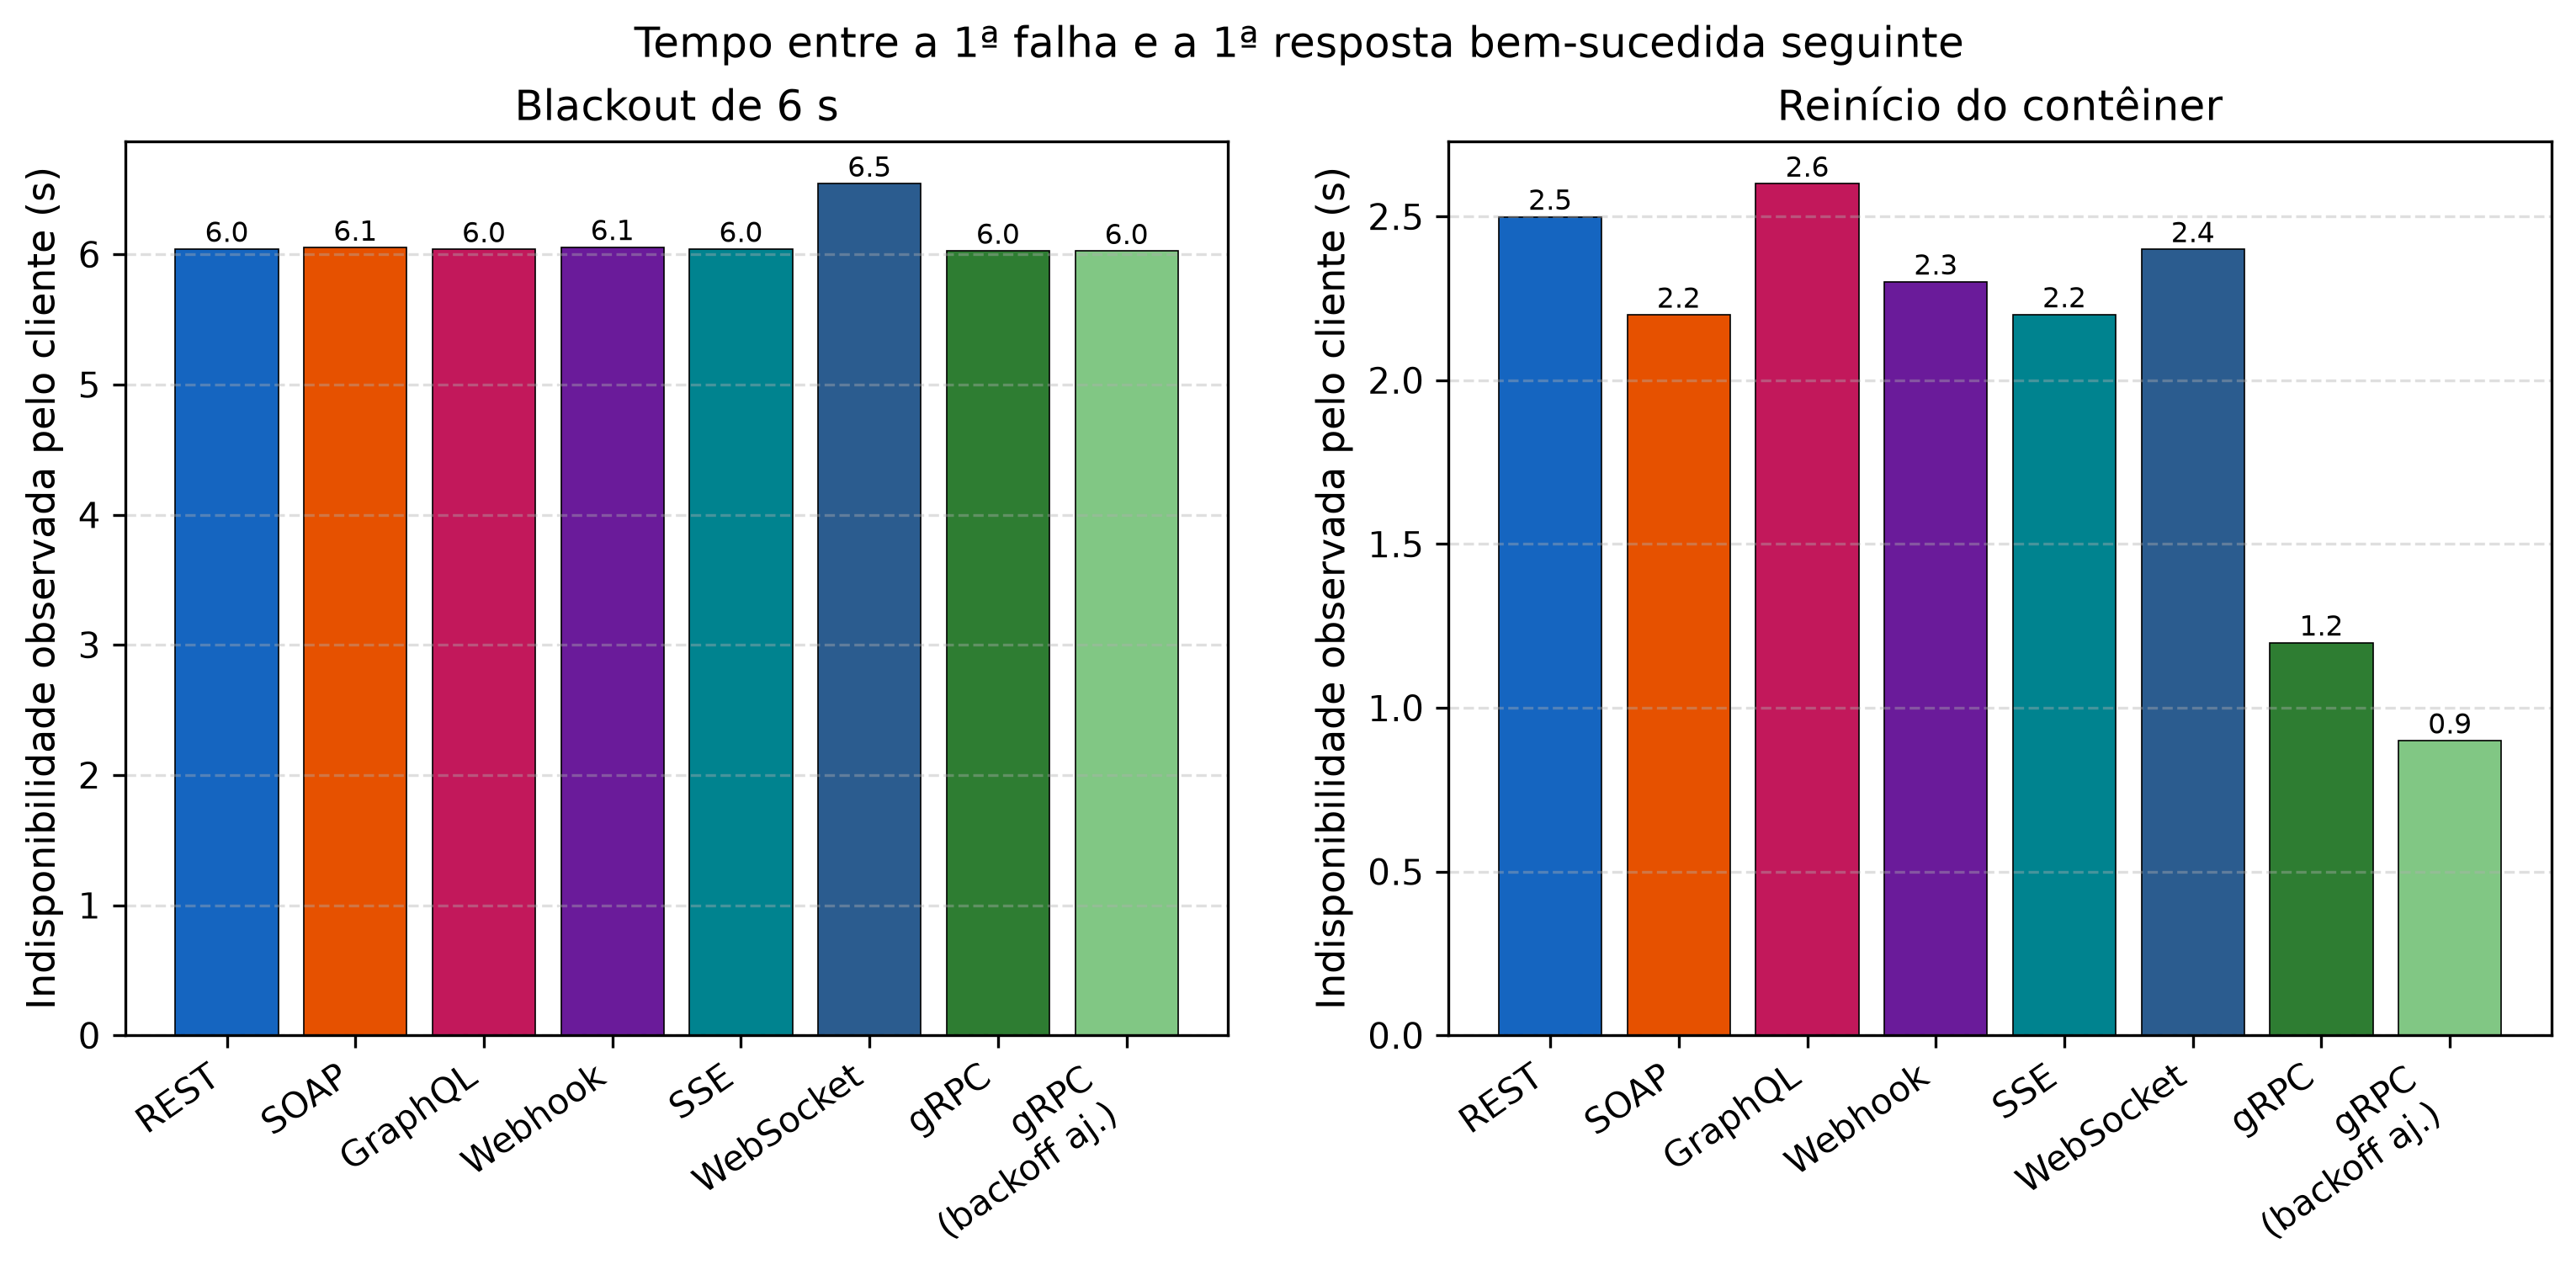 Tempo entre a 1ª falha e a 1ª resposta bem-sucedida seguinte
Blackout de 6 s
Indisponibilidade observada pelo cliente (s)
6
5
4
3
2
1
0
6.0
6.1
6.0
6.1
6.0
6.5
6.0
6.0
REST
SOAP
GraphQL
Webhook
SSE
WebSocket
gRPC
gRPC
(backoff aj.)
Reinício do contêiner
Indisponibilidade observada pelo cliente (s)
2.5
2.0
1.5
1.0
0.5
0.0
2.5
2.2
2.6
2.3
2.2
2.4
1.2
0.9
REST
SOAP
GraphQL
Webhook
SSE
WebSocket
gRPC
gRPC
(backoff aj.)